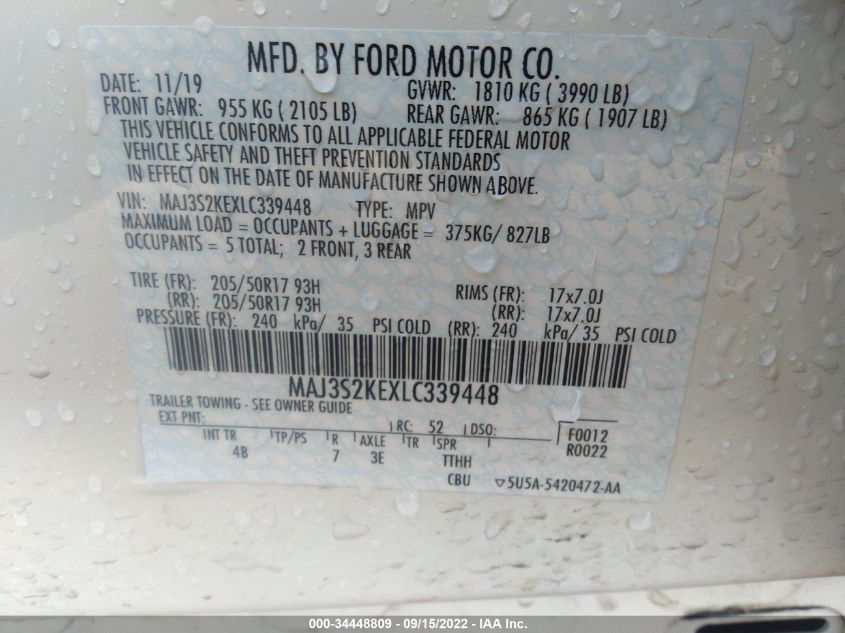 MFD. BY FORD MOTOR CO.
DATE: 11/19 GVWR: 1810 KG ( 3990 LB)
FRONT GAWR: 955 KG ( 2105 LB) REAR GAWR: 865 KG ( 1907 LB)
THIS VEHICLE CONFORMS TO ALL APPLICABLE FEDERAL MOTOR
VEHICLE SAFETY AND THEFT PREVENTION STANDARDS
IN EFFECT ON THE DATE OF MANUFACTURE SHOWN ABOVE.
VIN: MAJ3S2KEXLC339448 TYPE: MPV
MAXIMUM LOAD = OCCUPANTS + LUGGAGE = 375KG/ 827LB
OCCUPANTS = 5 TOTAL; 2 FRONT, 3 REAR
TIRE (FR): 205/50R17 93H RIMS (FR): 17x7.0J
(RR): 205/50R17 93H (RR): 17x7.0J
PRESSURE (FR): 240 kPa/ 35 PSI COLD (RR): 240 kPa/ 35 PSI COLD
MAJ3S2KEXLC339448
TRAILER TOWING - SEE OWNER GUIDE
EXT PNT: RC: 52 DSO: F0012
INT TR TP/PS R AXLE TR SPR R0022
4B 7 3E TTHH
CBU ▽5U5A-5420472-AA
000-34448809 - 09/15/2022 - IAA Inc.